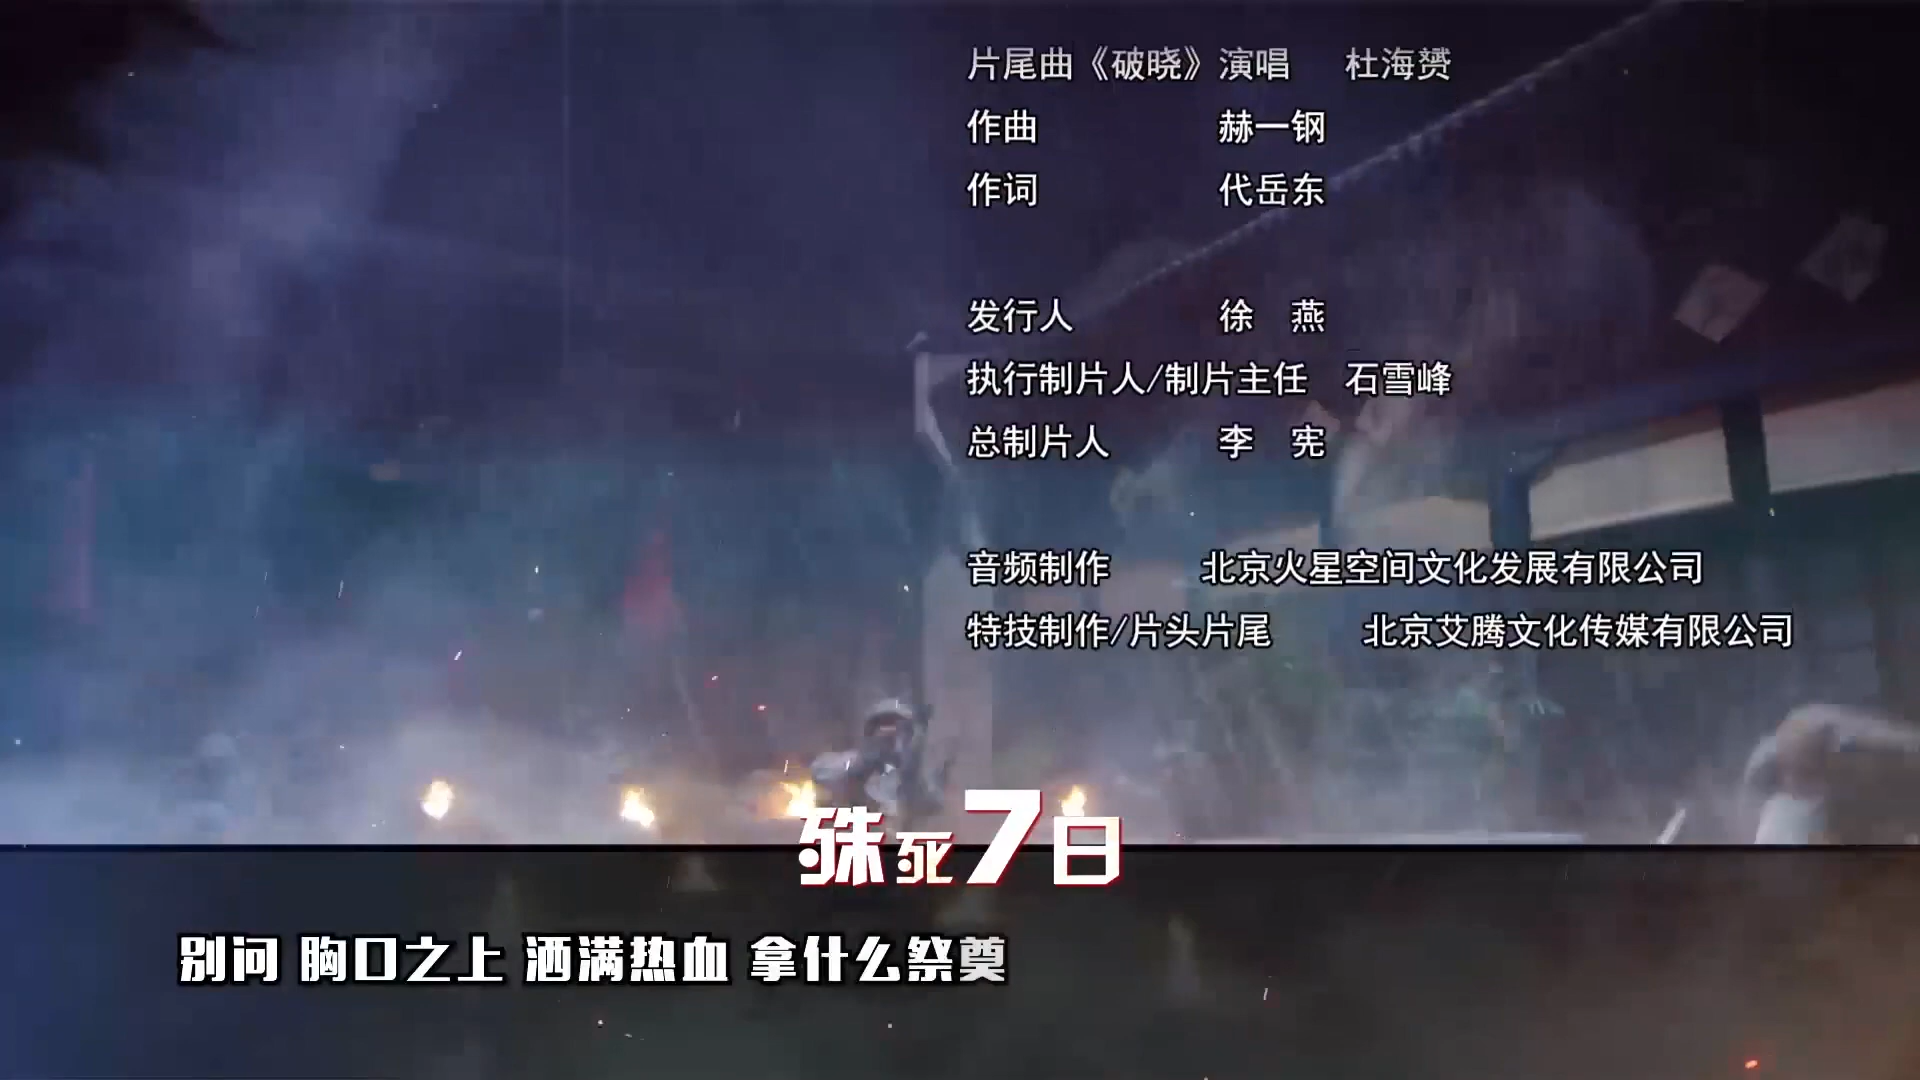 片尾曲《破晓》演唱 杜海赟
作曲 赫一钢
作词 代岳东
发行人 徐 燕
执行制片人/制片主任 石雪峰
总制片人 李 宪
音频制作 北京火星空间文化发展有限公司
特技制作/片头片尾 北京艾腾文化传媒有限公司
殊死7日
别问 胸口之上 洒满热血 拿什么祭奠